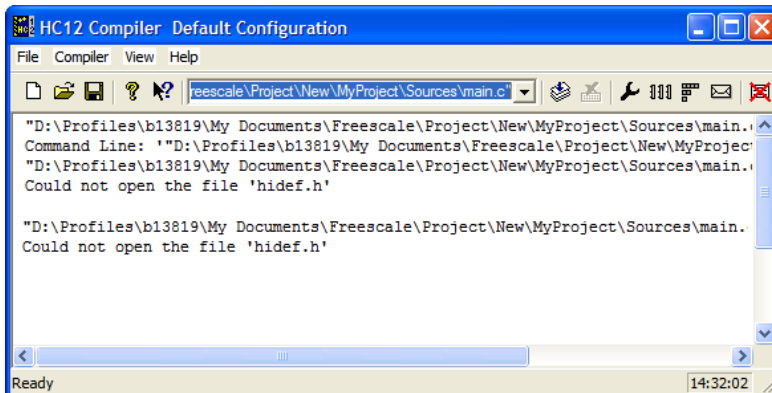 HC12 Compiler Default Configuration
File Compiler View Help
reescale\Project\New\MyProject\Sources\main.c"
"D:\Profiles\b13819\My Documents\Freescale\Project\New\MyProject\Sources\main.
Command Line: '"D:\Profiles\b13819\My Documents\Freescale\Project\New\MyProject
"D:\Profiles\b13819\My Documents\Freescale\Project\New\MyProject\Sources\main.
Could not open the file 'hidef.h'
"D:\Profiles\b13819\My Documents\Freescale\Project\New\MyProject\Sources\main.
Could not open the file 'hidef.h'
Ready 14:32:02